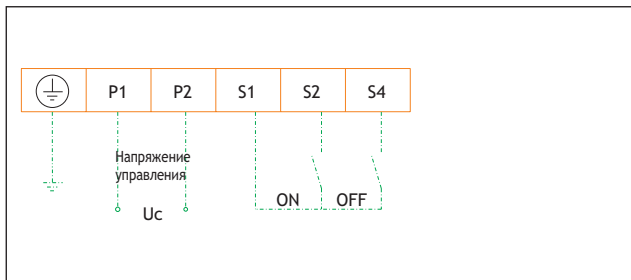 P1 P2 S1 S2 S4
Напряжение
управления
Uc
ON OFF